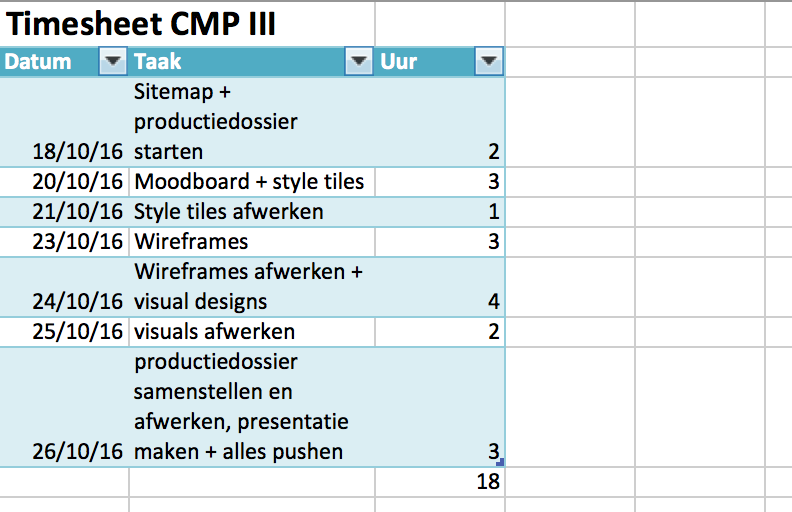 Timesheet CMP III
Datum Taak Uur
Sitemap +
productiedossier
18/10/16 starten 2
20/10/16 Moodboard + style tiles 3
21/10/16 Style tiles afwerken 1
23/10/16 Wireframes 3
Wireframes afwerken +
24/10/16 visual designs 4
25/10/16 visuals afwerken 2
productiedossier
samenstellen en
afwerken, presentatie
26/10/16 maken + alles pushen 3
18